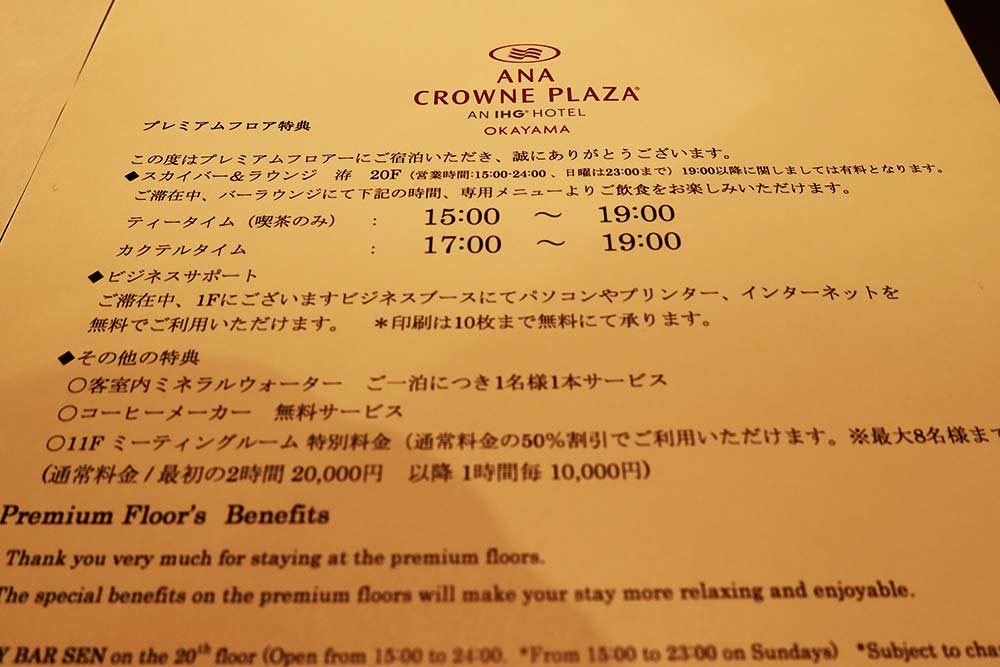 ANA
CROWNE PLAZA®
AN IHG® HOTEL
OKAYAMA
プレミアムフロア特典
この度はプレミアムフロアーにご宿泊いただき、誠にありがとうございます。
◆スカイバー&ラウンジ 洊 20F(営業時間:15:00-24:00 、日曜は23:00まで) 19:00以降に関しましては有料となります。
ご滞在中、バーラウンジにて下記の時間、専用メニューよりご飲食をお楽しみいただけます。
ティータイム(喫茶のみ) : 15:00 ～ 19:00
カクテルタイム : 17:00 ～ 19:00
◆ビジネスサポート
ご滞在中、1Fにございますビジネスブースにてパソコンやプリンター、インターネットを
無料でご利用いただけます。 *印刷は10枚まで無料にて承ります。
◆その他の特典
○客室内ミネラルウォーター ご一泊につき1名様1本サービス
○コーヒーメーカー 無料サービス
○11F ミーティングルーム 特別料金(通常料金の50%割引でご利用いただけます。※最大8名様まで
(通常料金 / 最初の2時間 20,000円 以降 1時間毎 10,000円)
Premium Floor's Benefits
Thank you very much for staying at the premium floors.
The special benefits on the premium floors will make your stay more relaxing and enjoyable.
Y BAR SEN on the 20th floor (Open from 15:00 to 24:00. *From 15:00 to 23:00 on Sundays) *Subject to cha